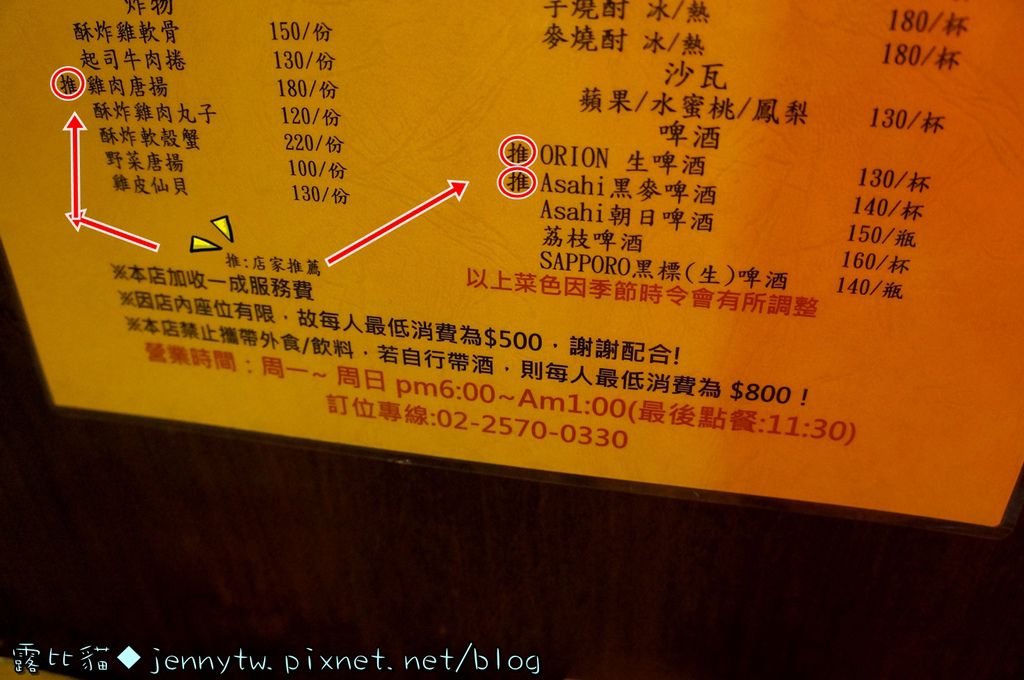 炸物
酥炸雞軟骨 150/份
起司牛肉捲 130/份
推 雞肉唐揚 180/份
酥炸雞肉丸子 120/份
酥炸軟殼蟹 220/份
野菜唐揚 100/份
雞皮仙貝 130/份
推:店家推薦
芋燒酎 冰/熱 180/杯
麥燒酎 冰/熱 180/杯
沙瓦
蘋果/水蜜桃/鳳梨 130/杯
啤酒
推 ORION 生啤酒 130/杯
推 Asahi黑麥啤酒 140/杯
Asahi朝日啤酒 150/瓶
荔枝啤酒 160/杯
SAPPORO黑標(生)啤酒 140/瓶
以上菜色因季節時令會有所調整
※本店加收一成服務費
※因店內座位有限，故每人最低消費為$500，謝謝配合!
※本店禁止攜帶外食/飲料，若自行帶酒，則每人最低消費為 $800！
營業時間：周一~ 周日 pm6:00~Am1:00(最後點餐:11:30)
訂位專線:02-2570-0330
露比貓◆jennytw.pixnet.net/blog